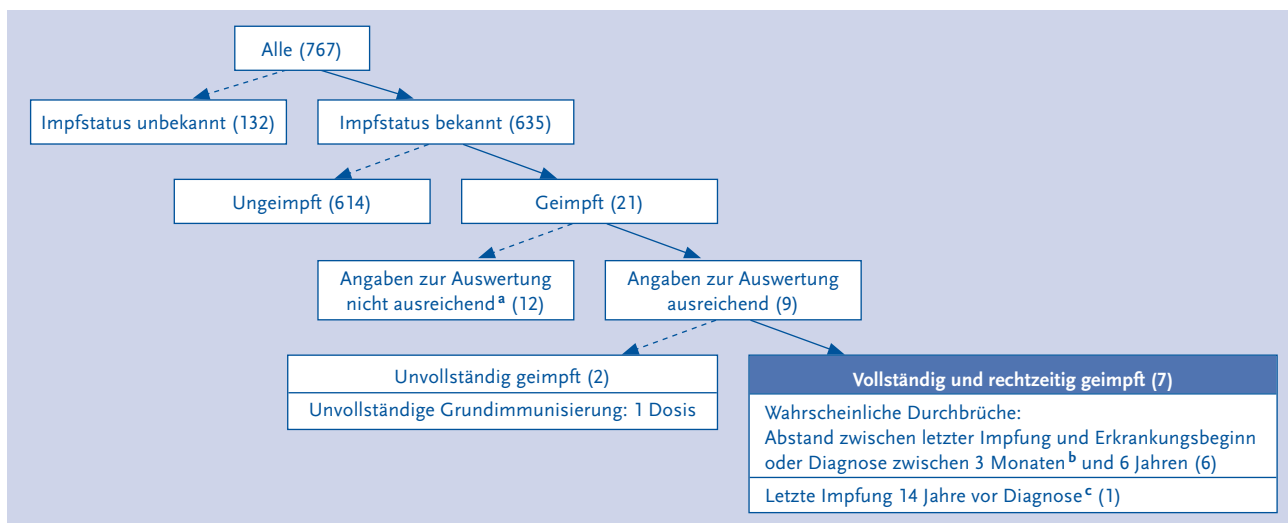 Alle (767)
Impfstatus unbekannt (132)
Impfstatus bekannt (635)
Ungeimpft (614)
Geimpft (21)
Angaben zur Auswertung
nicht ausreichend a (12)
Angaben zur Auswertung
ausreichend (9)
Unvollständig geimpft (2)
Unvollständige Grundimmunisierung: 1 Dosis
Vollständig und rechtzeitig geimpft (7)
Wahrscheinliche Durchbrüche:
Abstand zwischen letzter Impfung und Erkrankungsbeginn
oder Diagnose zwischen 3 Monaten b und 6 Jahren (6)
Letzte Impfung 14 Jahre vor Diagnose c (1)